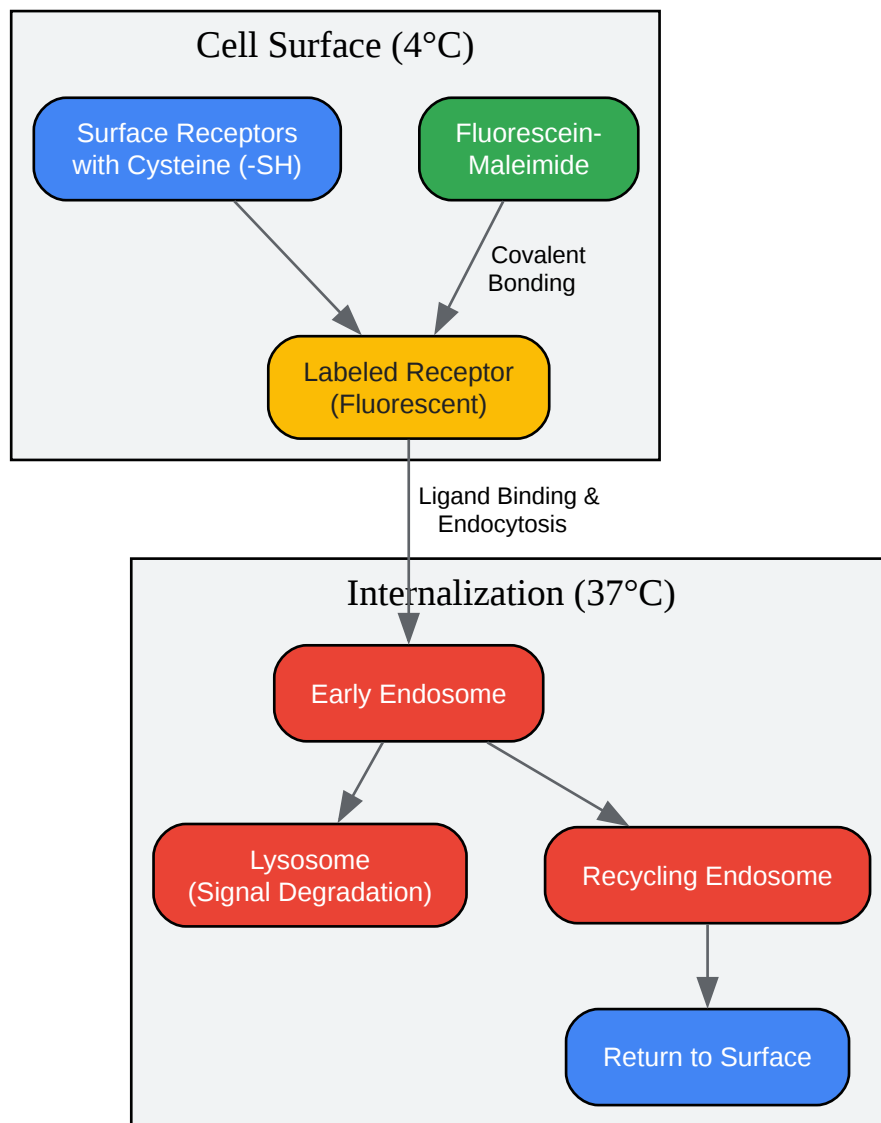 Cell Surface (4°C)
Surface Receptors
with Cysteine (-SH)
Fluorescein-
Maleimide
Covalent
Bonding
Labeled Receptor
(Fluorescent)
Ligand Binding &
Endocytosis
Internalization (37°C)
Early Endosome
Lysosome
(Signal Degradation)
Recycling Endosome
Return to Surface